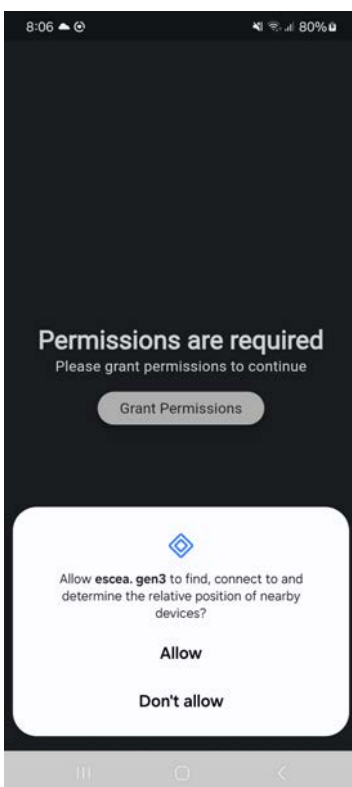 8:06
80%
Permissions are required
Please grant permissions to continue
Grant Permissions
Allow escea. gen3 to find, connect to and
determine the relative position of nearby
devices?
Allow
Don't allow